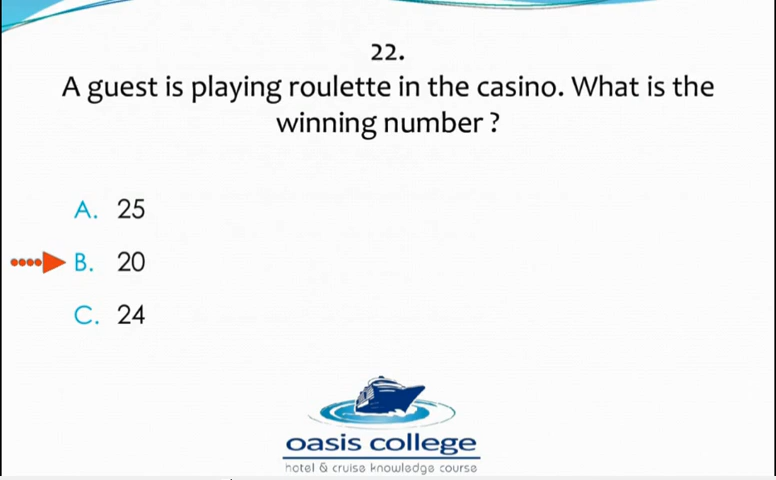 22.
A guest is playing roulette in the casino. What is the
winning number ?
A. 25
B. 20
C. 24
oasis college
hotel & cruise knowledge course